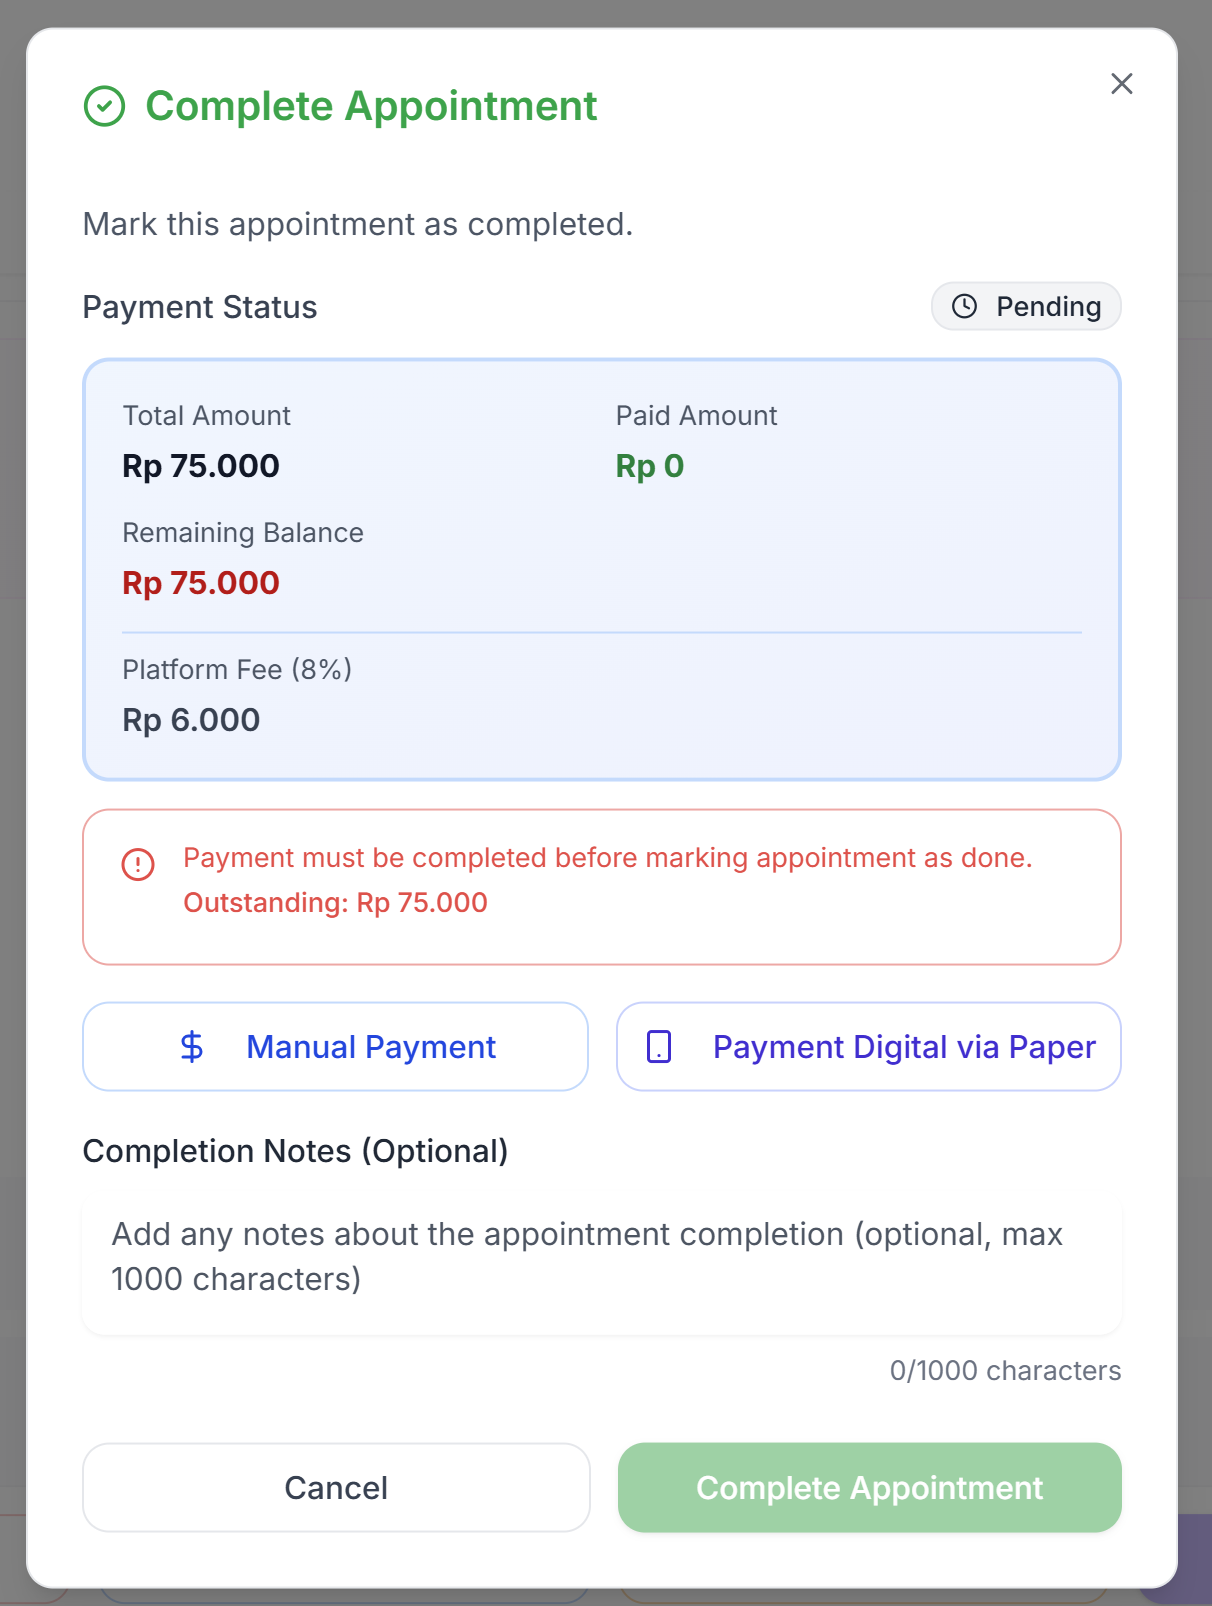 Complete Appointment
Mark this appointment as completed.
Payment Status
Pending
Total Amount
Paid Amount
Rp 75.000
Rp 0
Remaining Balance
Rp 75.000
Platform Fee (8%)
Rp 6.000
Payment must be completed before marking appointment as done.
Outstanding: Rp 75.000
Manual Payment
Payment Digital via Paper
Completion Notes (Optional)
Add any notes about the appointment completion (optional, max
1000 characters)
0/1000 characters
Cancel
Complete Appointment